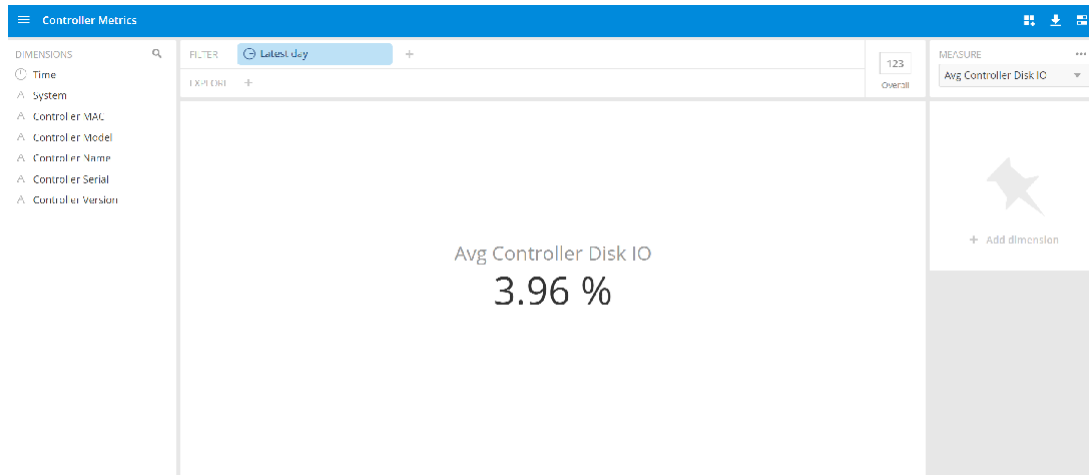 Controller Metrics
DIMENSIONS
Time
A System
A Controller MAC
A Controller Model
A Controller Name
A Controller Serial
A Controller Version
FILTER
Latest day
+
EXPLORE +
123
Overall
MEASURE
...
Avg Controller Disk IO
+ Add dimension
Avg Controller Disk IO
3.96 %